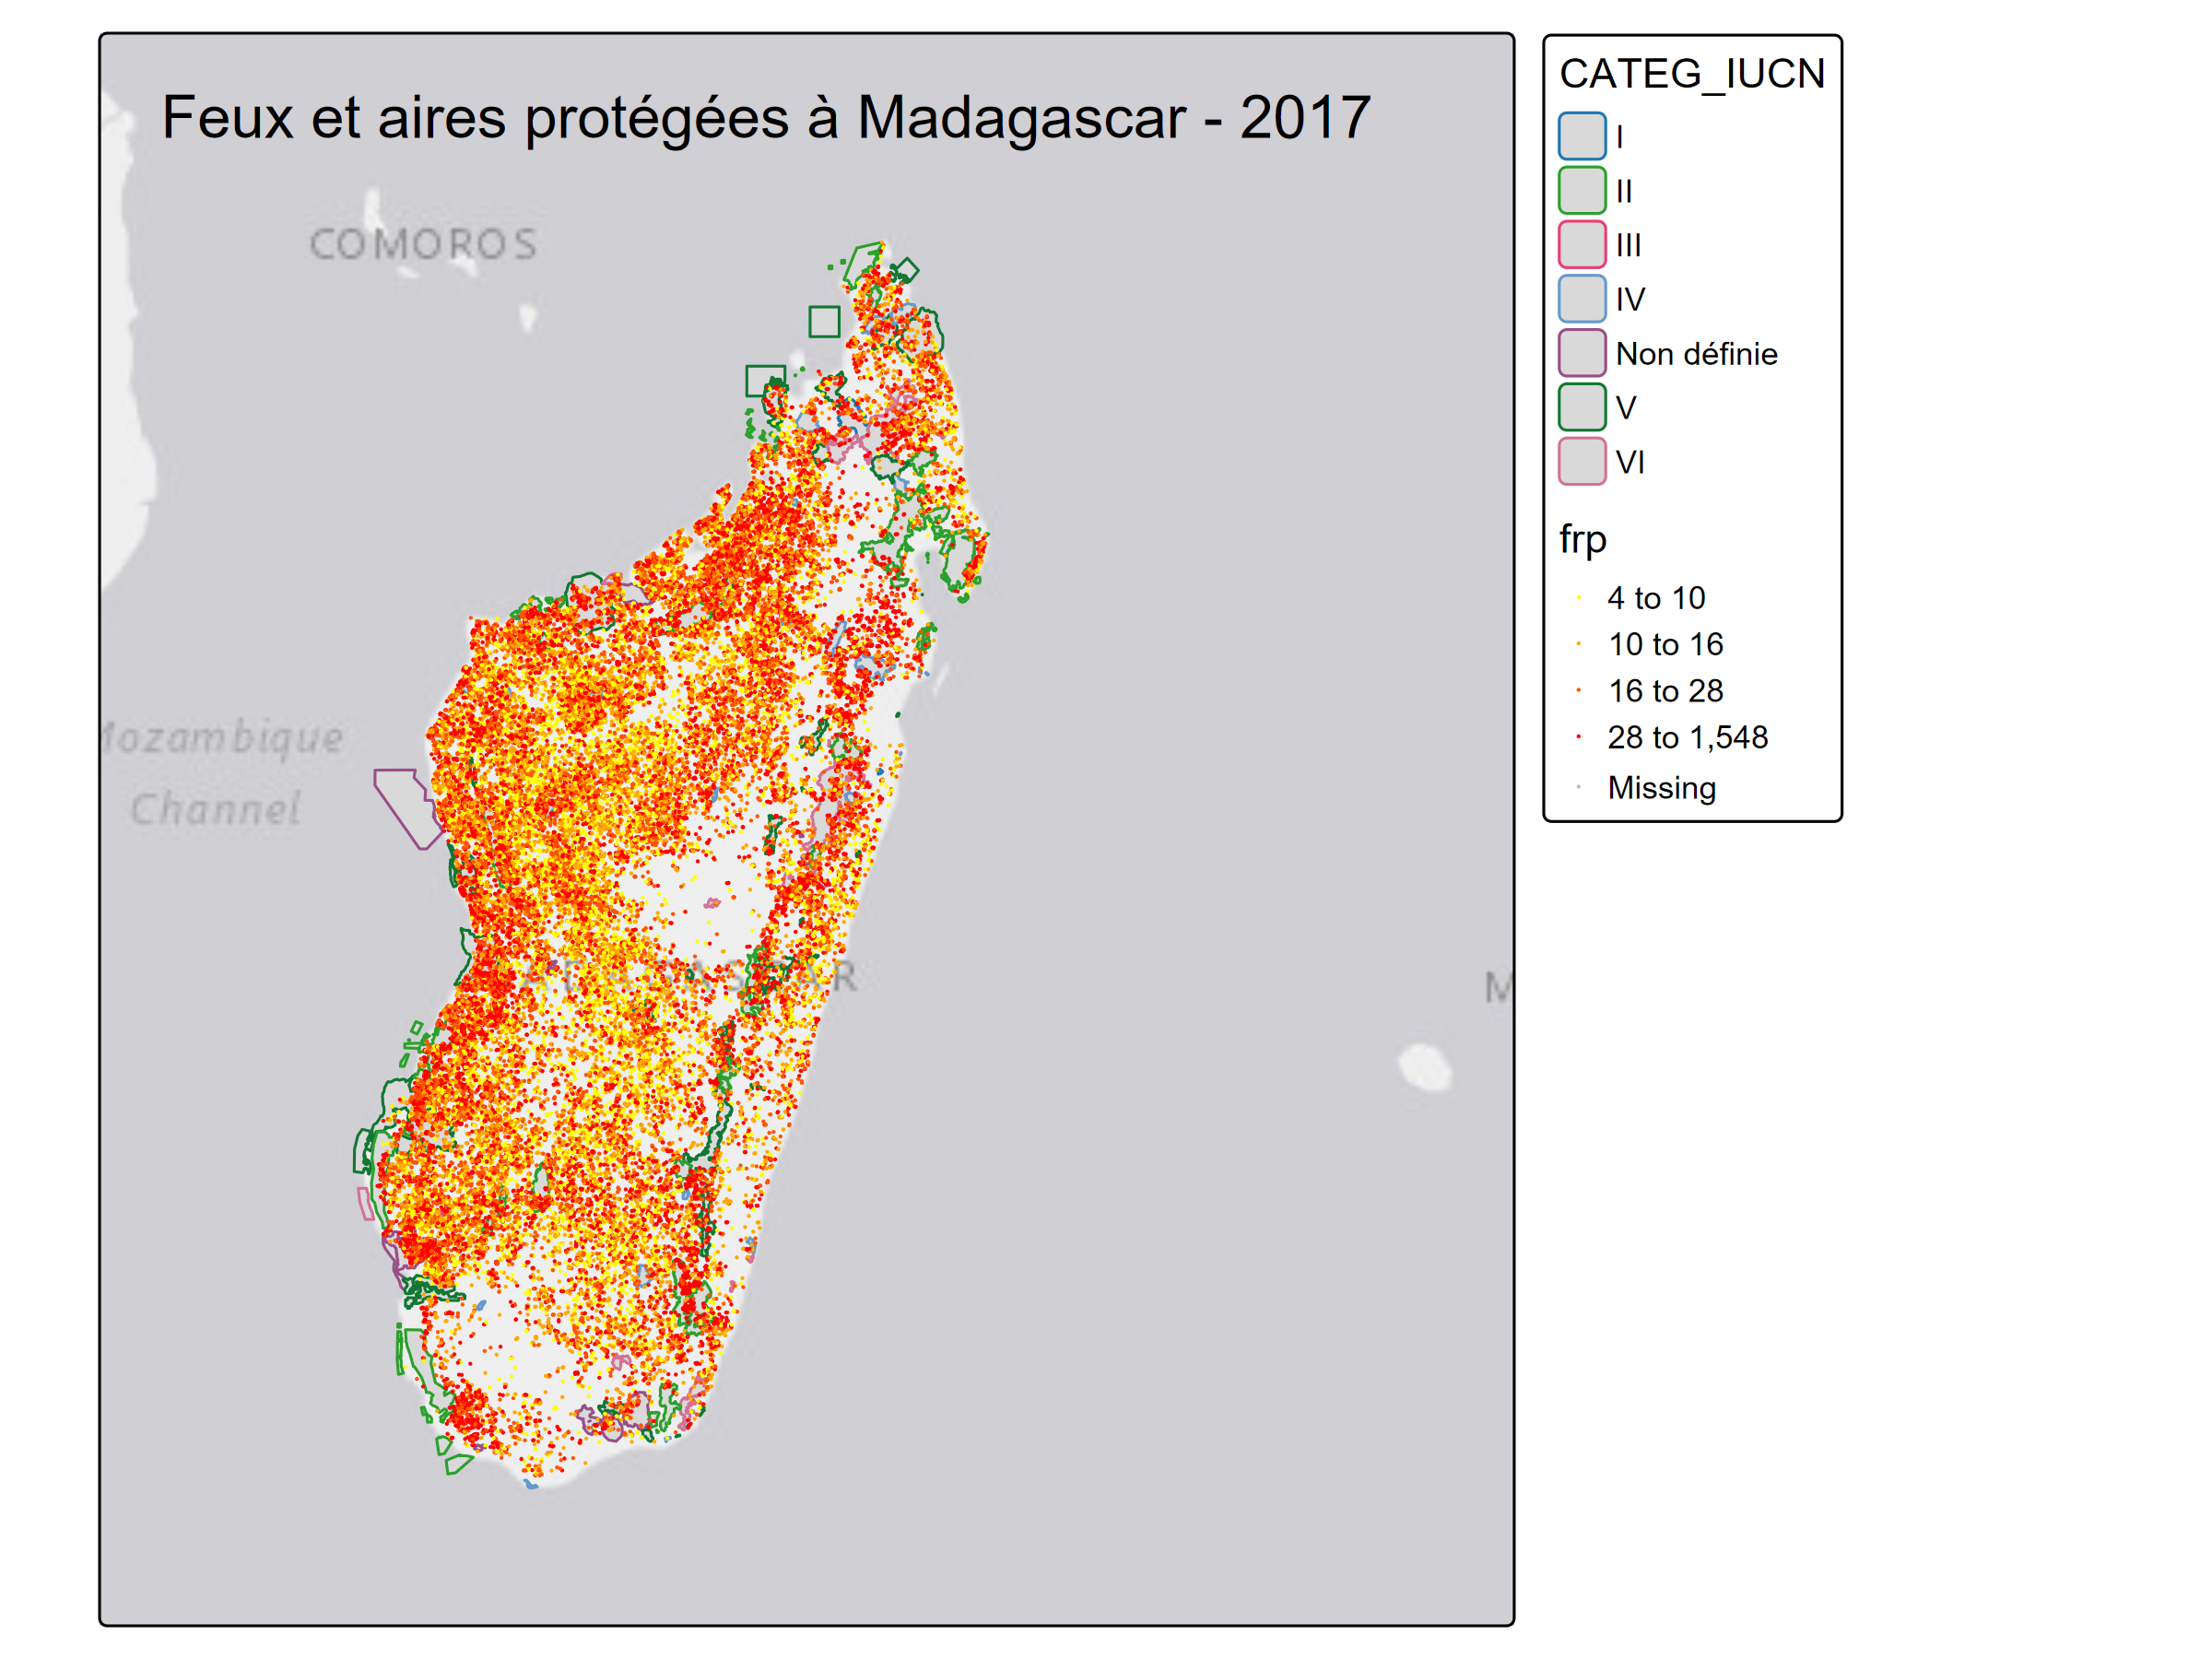 Feux et aires protégées à Madagascar - 2017
COMOROS
Mozambique
Channel
M
CATEG_IUCN
I
II
III
IV
Non définie
V
VI
frp
4 to 10
10 to 16
16 to 28
28 to 1,548
Missing